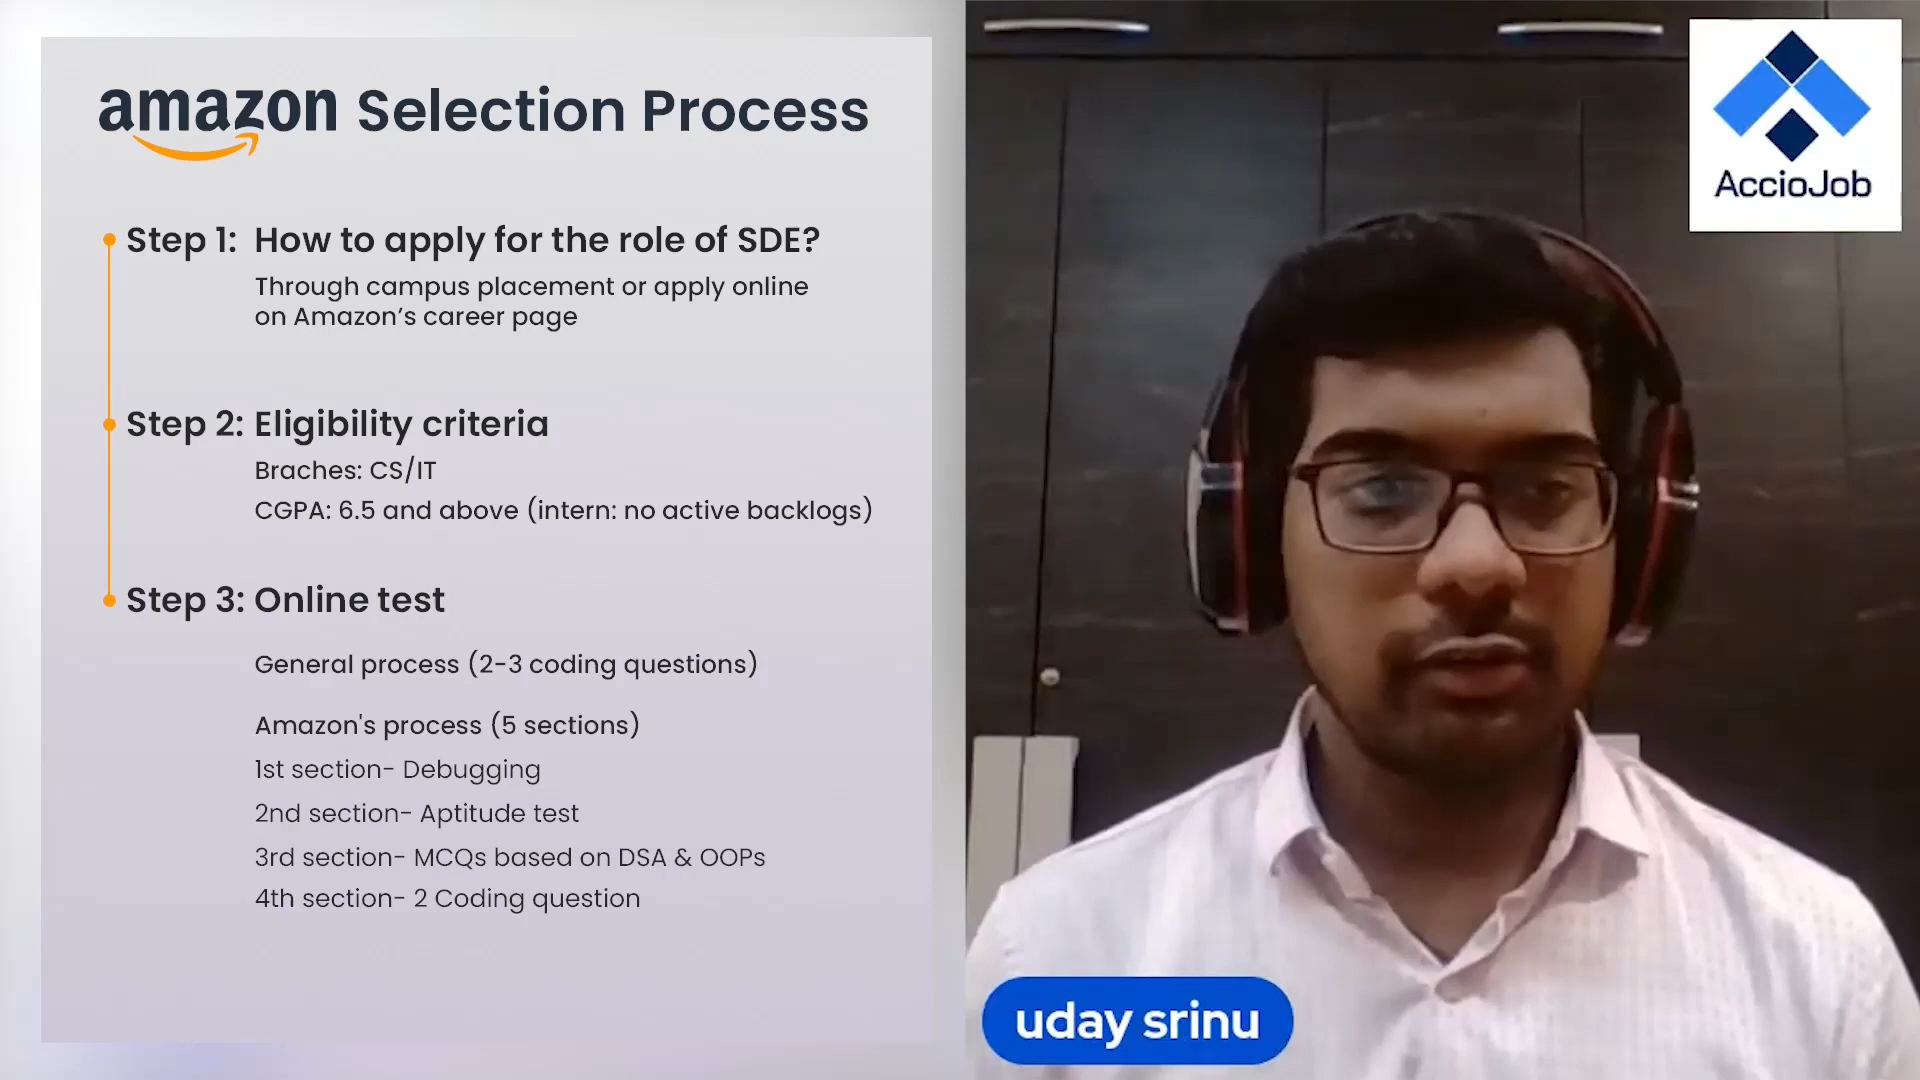 amazon Selection Process
Step 1: How to apply for the role of SDE?
Through campus placement or apply online
on Amazon's career page
Step 2: Eligibility criteria
Braches: CS/IT
CGPA: 6.5 and above (intern: no active backlogs)
Step 3: Online test
General process (2-3 coding questions)
Amazon's process (5 sections)
1st section- Debugging
2nd section- Aptitude test
3rd section- MCQs based on DSA & OOPs
4th section- 2 Coding question
AccioJob
uday srinu